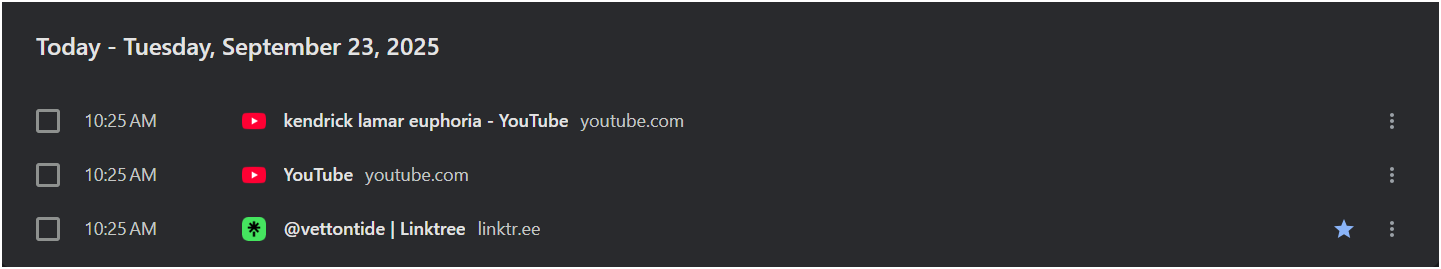 Today - Tuesday, September 23, 2025
10:25 AM kendrick lamar euphoria - YouTube youtube.com
10:25 AM YouTube youtube.com
10:25 AM @vettontide | Linktree linktr.ee